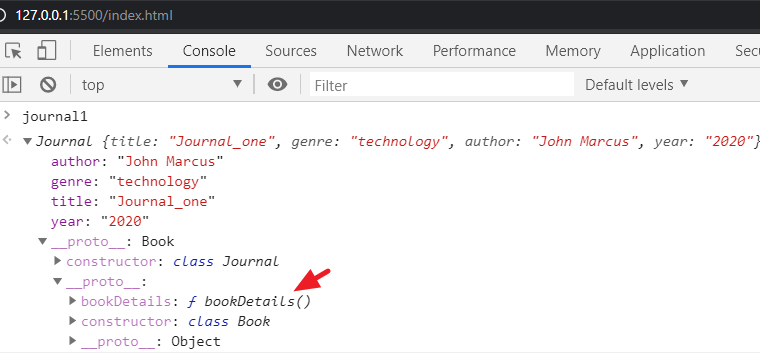 127.0.0.1:5500/index.html
Elements Console Sources Network Performance Memory Application Secu
top Filter Default levels ▼
> journal1
Journal {title: "Journal_one", genre: "technology", author: "John Marcus", year: "2020"}
author: "John Marcus"
genre: "technology"
title: "Journal_one"
year: "2020"
▼ __proto__: Book
▶ constructor: class Journal
▼ __proto__:
▶ bookDetails: ƒ bookDetails()
▶ constructor: class Book
▶ __proto__: Object